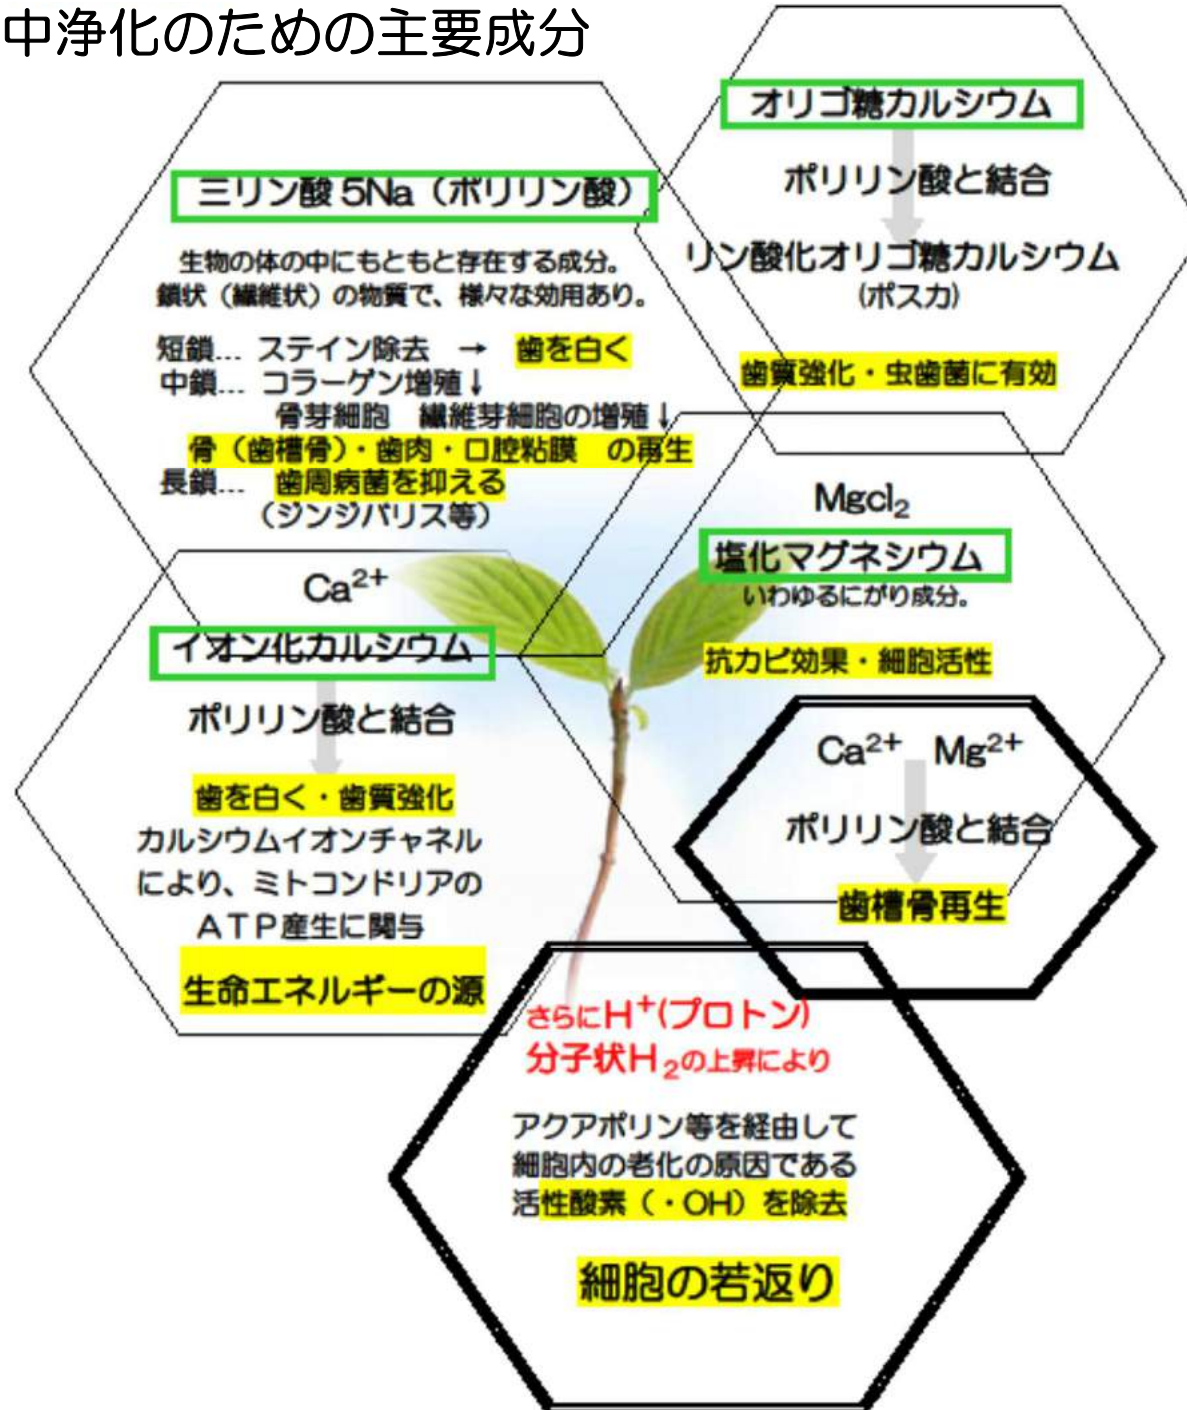 中浄化のための主要成分
オリゴ糖カルシウム
ポリリン酸と結合
リン酸化オリゴ糖カルシウム
(ポスカ)
歯質強化・虫歯菌に有効
三リン酸 5Na（ポリリン酸）
生物の体の中にもともと存在する成分。
鎖状（繊維状）の物質で、様々な効用あり。
短鎖… ステイン除去 → 歯を白く
中鎖… コラーゲン増殖↓
骨芽細胞 繊維芽細胞の増殖↓
骨（歯槽骨）・歯肉・口腔粘膜 の再生
長鎖… 歯周病菌を抑える
（ジンジバリス等）
Mgcl₂
塩化マグネシウム
いわゆるにがり成分。
抗カビ効果・細胞活性
Ca²⁺
イオン化カルシウム
ポリリン酸と結合
歯を白く・歯質強化
カルシウムイオンチャネル
により、ミトコンドリアの
ＡＴＰ産生に関与
生命エネルギーの源
Ca²⁺ Mg²⁺
ポリリン酸と結合
歯槽骨再生
さらにH⁺(プロトン)
分子状H₂の上昇により
アクアポリン等を経由して
細胞内の老化の原因である
活性酸素（・OH）を除去
細胞の若返り